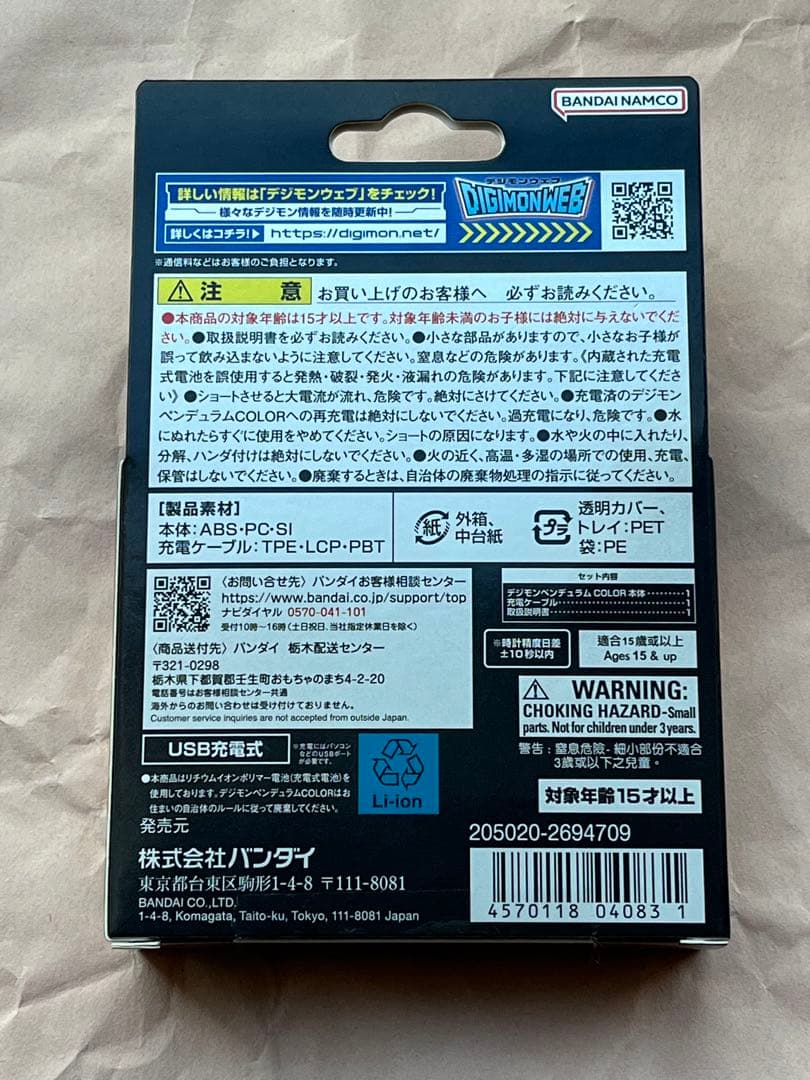 BANDAI NAMCO
詳しい情報は「デジモンウェブ」をチェック!
様々なデジモン情報を随時更新中!
詳しくはコチラ!▶ https://digimon.net/
デジモンウェブ
DIGIMONWEB
※通信料などはお客様のご負担となります。
⚠注 意 お買い上げのお客様へ 必ずお読みください。
●本商品の対象年齢は15才以上です。対象年齢未満のお子様には絶対に与えないでくだ
さい。●取扱説明書を必ずお読みください。●小さな部品がありますので、小さなお子様が
誤って飲み込まないように注意してください。窒息などの危険があります。《内蔵された充電
式電池を誤使用すると発熱・破裂・発火・液漏れの危険があります。下記に注意してくださ
い》●ショートさせると大電流が流れ、危険です。絶対にさけてください。●充電済のデジモン
ペンデュラムCOLORへの再充電は絶対にしないでください。過充電になり、危険です。●水
にぬれたらすぐに使用をやめてください。ショートの原因になります。●水や火の中に入れたり、
分解、ハンダ付けは絶対にしないでください。●火の近く、高温・多湿の場所での使用、充電、
保管はしないでください。●廃棄するときは、自治体の廃棄物処理の指示に従ってください。
[製品素材]
本体:ABS・PC・SI
充電ケーブル:TPE・LCP・PBT
紙 外箱、
中台紙
プラ 透明カバー、
トレイ:PET
袋:PE
〈お問い合せ先〉バンダイお客様相談センター
https://www.bandai.co.jp/support/top
ナビダイヤル 0570-041-101
受付10時〜16時(土日祝日、当社指定休業日を除く)
〈商品送付先〉バンダイ 栃木配送センター
〒321-0298
栃木県下都賀郡壬生町おもちゃのまち4-2-20
電話番号はお客様相談センター共通
海外からのお問い合わせは受け付けておりません。
Customer service inquiries are not accepted from outside Japan.
セット内容
デジモンペンデュラム COLOR 本体………1
充電ケーブル………1
取扱説明書………1
※時計精度日差
±10秒以内
適合15歲或以上
Ages 15 & up
⚠ WARNING:
CHOKING HAZARD-Small
parts. Not for children under 3 years.
警告:窒息危險-細小部份不適合
3歲或以下之兒童。
対象年齢15才以上
USB充電式
※充電にはパソコン
などのUSBポート
が必要です。
●本商品はリチウムイオンポリマー電池(充電式電池)を
使用しております。デジモンペンデュラムCOLORはお
住まいの自治体のルールに従って廃棄してください。
Li-ion
発売元
株式会社バンダイ
東京都台東区駒形1-4-8 〒111-8081
BANDAI CO.,LTD.
1-4-8, Komagata, Taito-ku, Tokyo, 111-8081 Japan
205020-2694709
4570118 04083 1